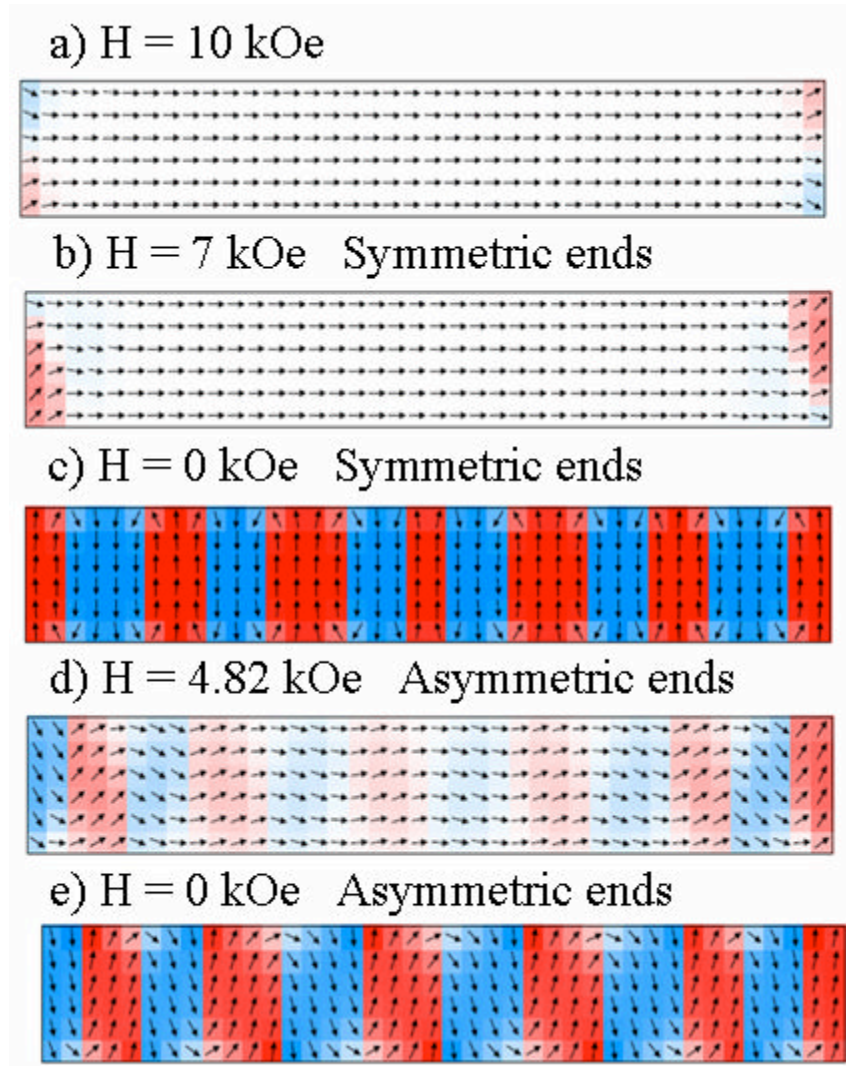 a) H = 10 kOe
b) H = 7 kOe Symmetric ends
c) H = 0 kOe Symmetric ends
d) H = 4.82 kOe Asymmetric ends
e) H = 0 kOe Asymmetric ends